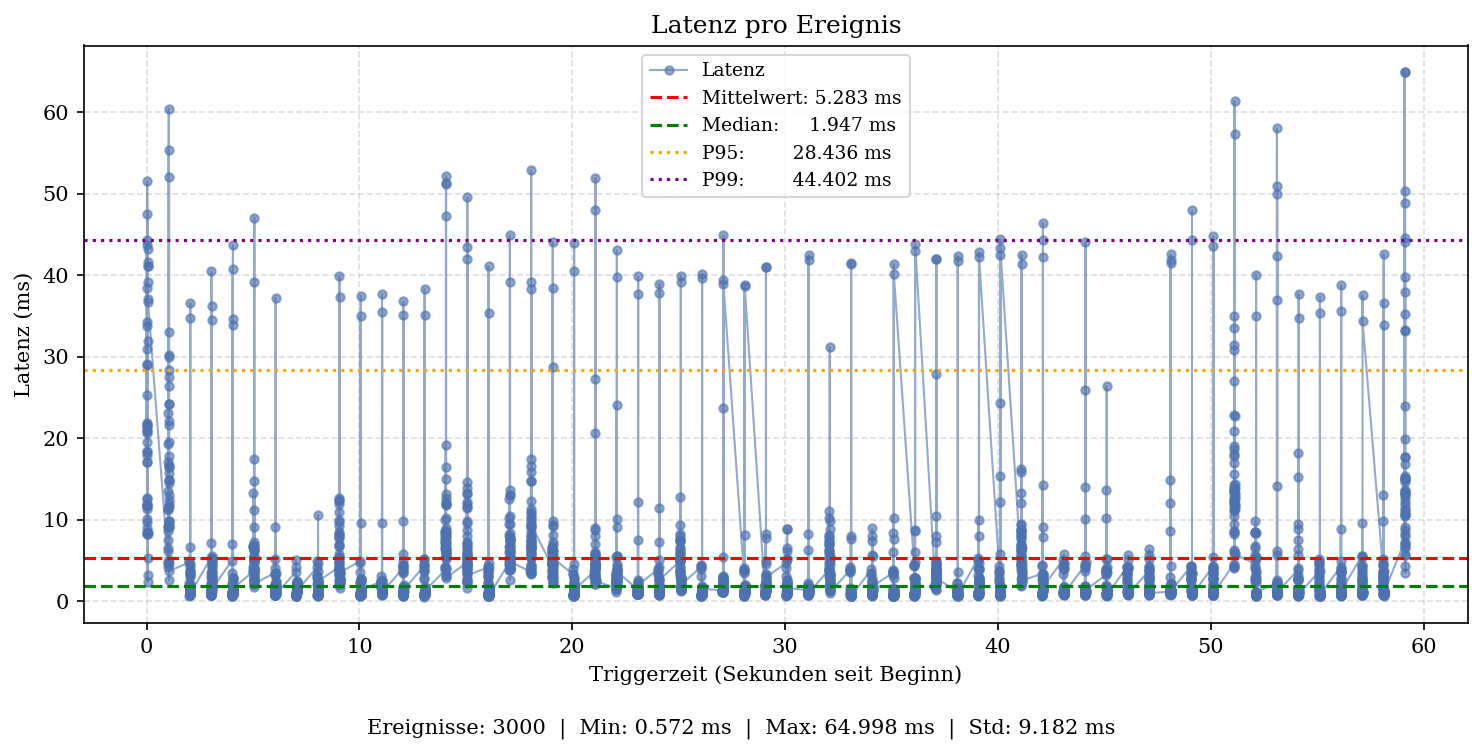 Latenz pro Ereignis
Latenz
Mittelwert: 5.283 ms
Median: 1.947 ms
P95: 28.436 ms
P99: 44.402 ms
Latenz (ms)
60
50
40
30
20
10
0
0 10 20 30 40 50 60
Triggerzeit (Sekunden seit Beginn)
Ereignisse: 3000 | Min: 0.572 ms | Max: 64.998 ms | Std: 9.182 ms